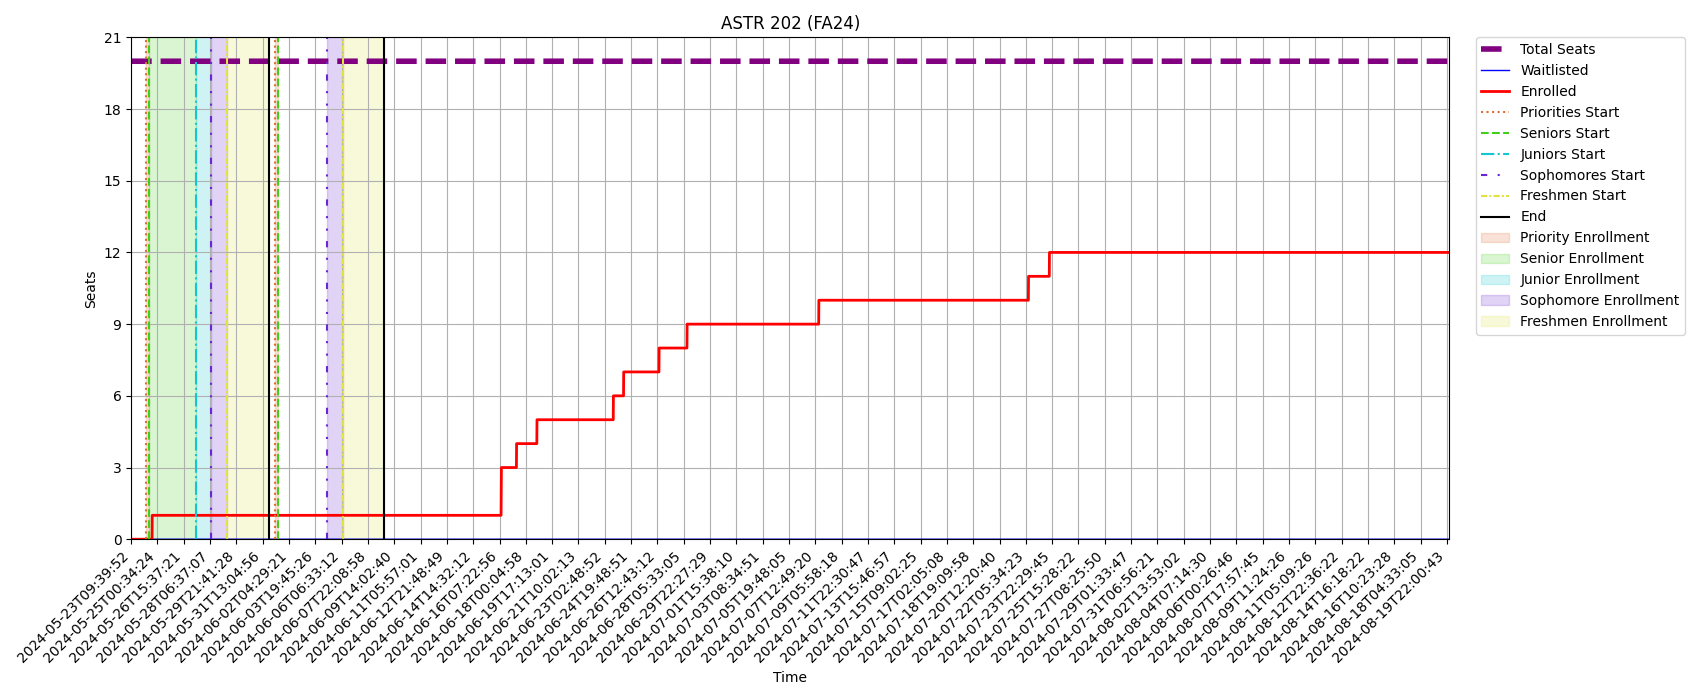 ASTR 202 (FA24)
Seats
21
18
15
12
9
6
3
0
2024-05-23T09:39:52
2024-05-25T00:34:24
2024-05-26T15:37:21
2024-05-28T06:37:07
2024-05-29T21:41:28
2024-05-31T13:04:56
2024-06-02T04:29:21
2024-06-03T19:45:26
2024-06-06T06:33:12
2024-06-07T22:08:58
2024-06-09T14:02:40
2024-06-11T05:57:01
2024-06-12T21:48:49
2024-06-14T14:32:12
2024-06-16T07:22:56
2024-06-18T00:04:58
2024-06-19T17:13:01
2024-06-21T10:02:13
2024-06-23T02:48:52
2024-06-24T19:48:51
2024-06-26T12:43:12
2024-06-28T05:33:05
2024-06-29T22:27:29
2024-07-01T15:38:10
2024-07-03T08:34:51
2024-07-05T19:48:05
2024-07-07T12:49:20
2024-07-09T05:58:18
2024-07-11T22:30:47
2024-07-13T15:46:57
2024-07-15T09:02:25
2024-07-17T02:05:08
2024-07-18T19:09:58
2024-07-20T12:20:40
2024-07-22T05:34:23
2024-07-23T22:29:45
2024-07-25T15:28:22
2024-07-27T08:25:50
2024-07-29T01:33:47
2024-07-31T06:56:21
2024-08-02T13:53:02
2024-08-04T07:14:30
2024-08-06T00:26:46
2024-08-07T17:57:45
2024-08-09T11:24:26
2024-08-11T05:09:26
2024-08-12T22:36:22
2024-08-14T16:18:22
2024-08-16T10:23:28
2024-08-18T04:33:05
2024-08-19T22:00:43
Time
Total Seats
Waitlisted
Enrolled
Priorities Start
Seniors Start
Juniors Start
Sophomores Start
Freshmen Start
End
Priority Enrollment
Senior Enrollment
Junior Enrollment
Sophomore Enrollment
Freshmen Enrollment